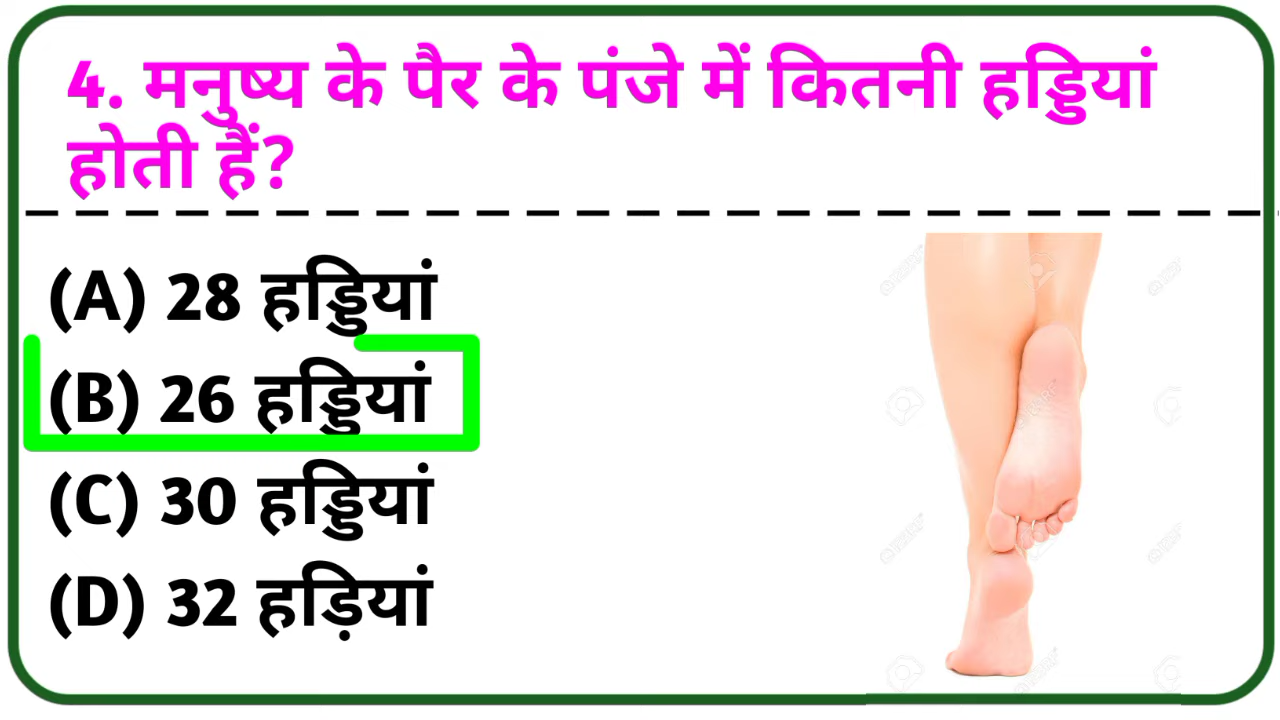 4. मनुष्य के पैर के पंजे में कितनी हड्डियां
होती हैं?
(A) 28 हड्डियां
(B) 26 हड्डियां
(C) 30 हड्डियां
(D) 32 हड़ियां